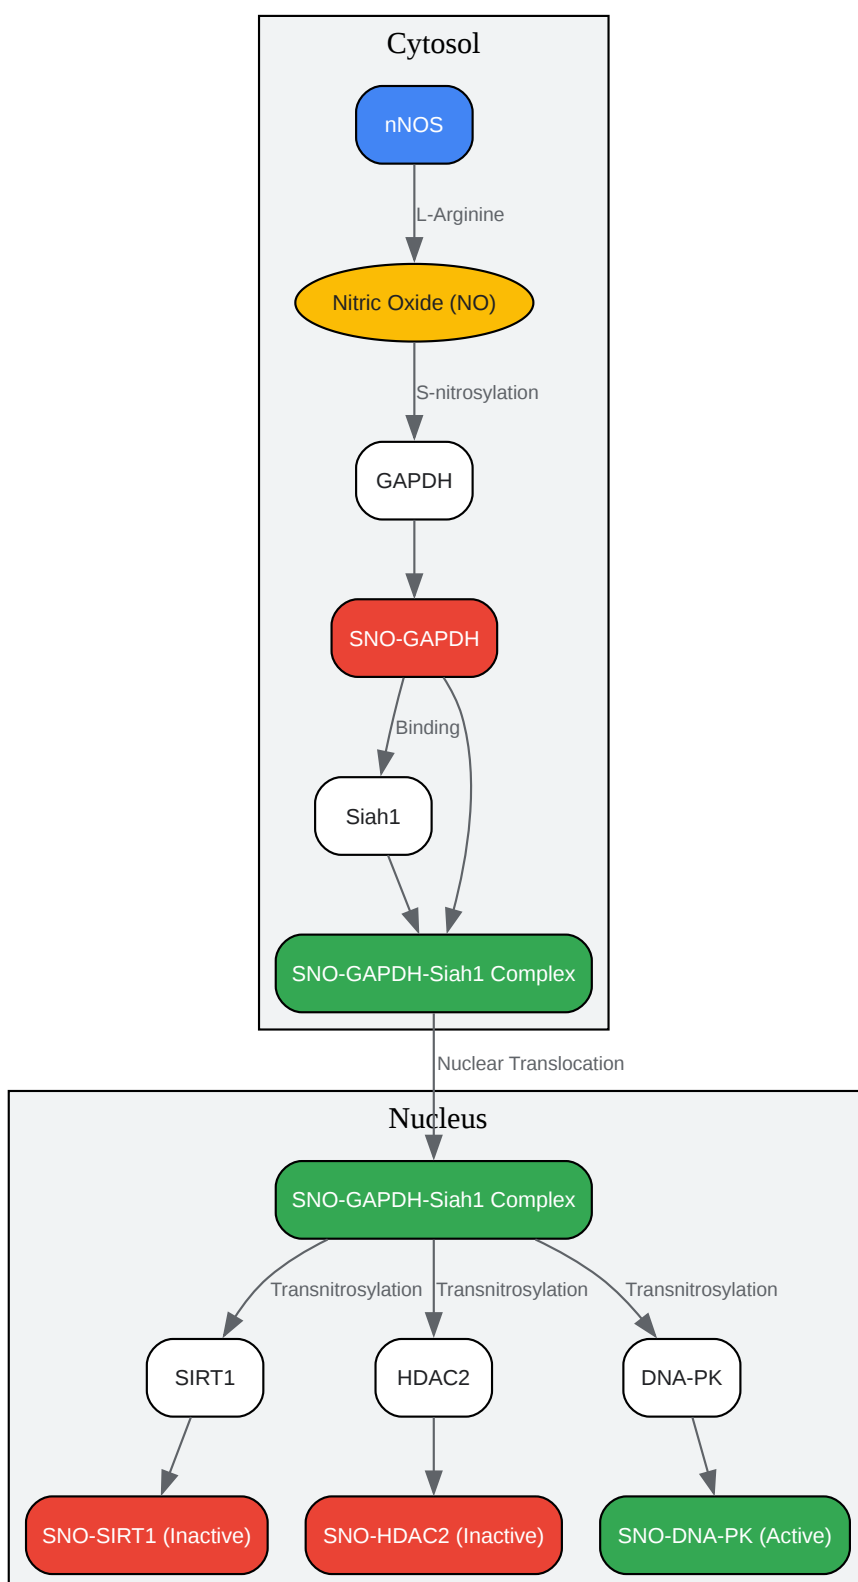 Cytosol
nNOS
L-Arginine
Nitric Oxide (NO)
S-nitrosylation
GAPDH
SNO-GAPDH
Binding
Siah1
SNO-GAPDH-Siah1 Complex
Nuclear Translocation
Nucleus
SNO-GAPDH-Siah1 Complex
Transnitrosylation
Transnitrosylation
Transnitrosylation
SIRT1
HDAC2
DNA-PK
SNO-SIRT1 (Inactive)
SNO-HDAC2 (Inactive)
SNO-DNA-PK (Active)